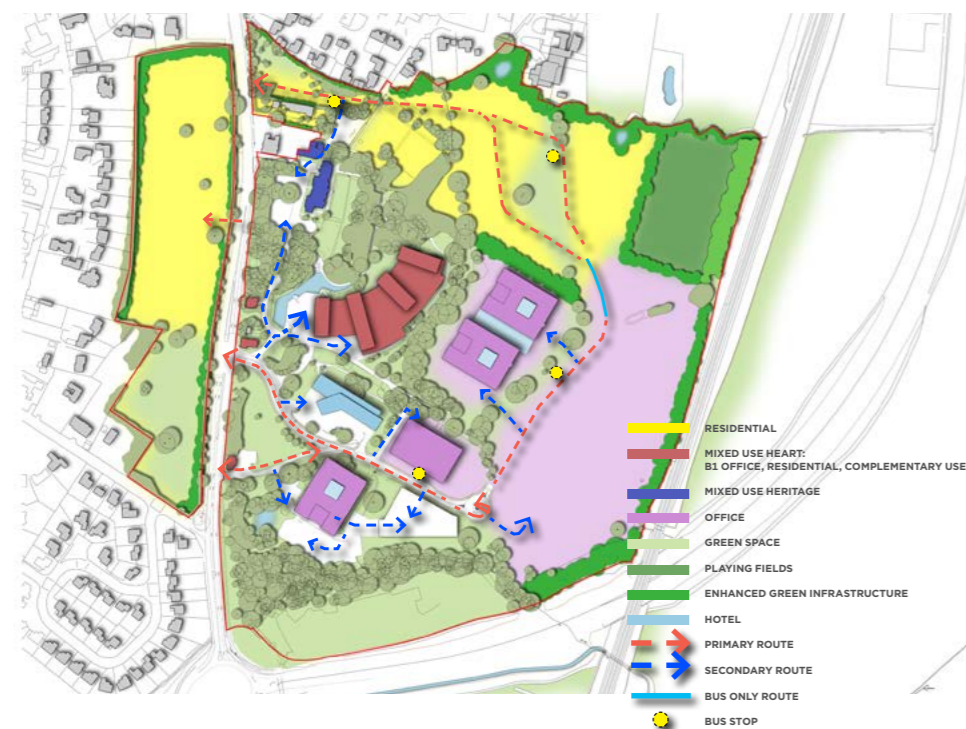 RESIDENTIAL
MIXED USE HEART:
B1 OFFICE, RESIDENTIAL, COMPLEMENTARY USE
MIXED USE HERITAGE
OFFICE
GREEN SPACE
PLAYING FIELDS
ENHANCED GREEN INFRASTRUCTURE
HOTEL
PRIMARY ROUTE
SECONDARY ROUTE
BUS ONLY ROUTE
BUS STOP